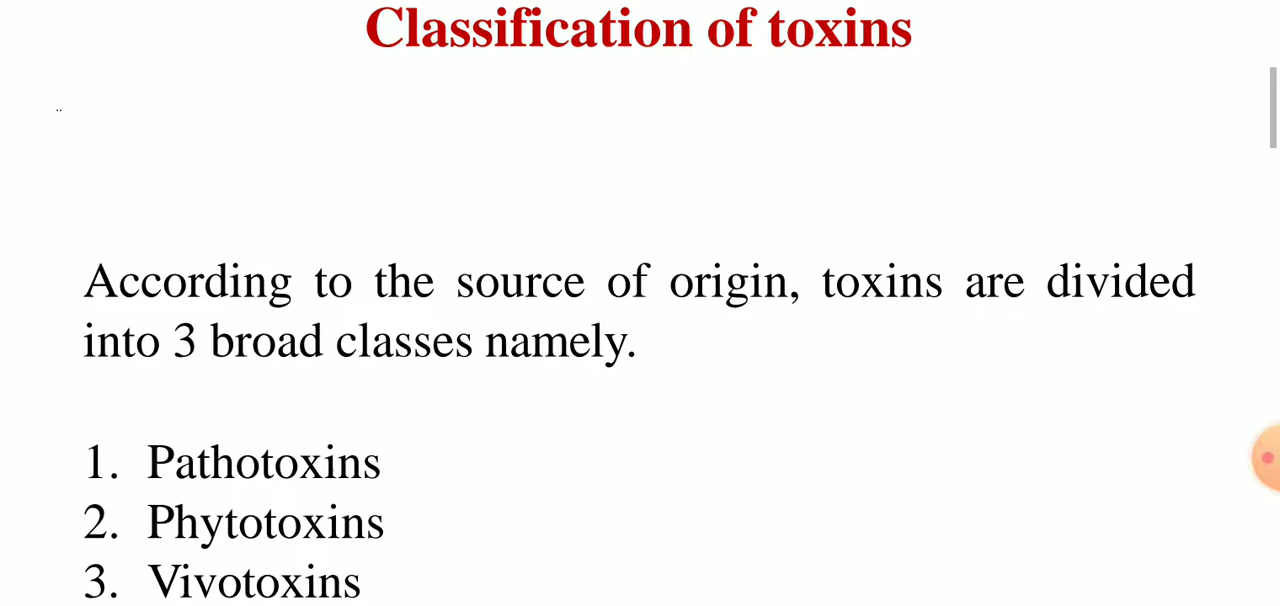 Classification of toxins
..
According to the source of origin, toxins are divided
into 3 broad classes namely.
1. Pathotoxins
2. Phytotoxins
3. Vivotoxins